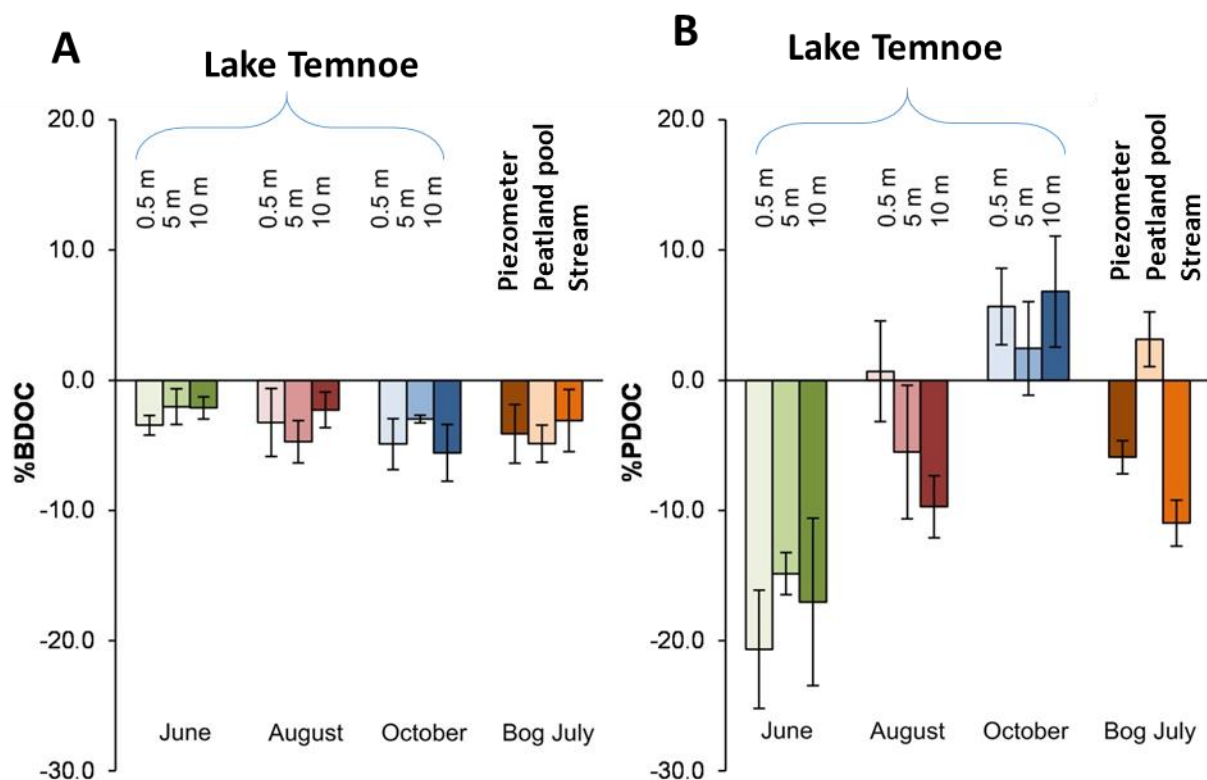 A
Lake Temnoe
20.0
10.0
0.0
-10.0
-20.0
-30.0
%BDOC
0.5 m
5 m
10 m
0.5 m
5 m
10 m
0.5 m
5 m
10 m
Piezometer
Peatland pool
Stream
June
August
October
Bog July
B
Lake Temnoe
20.0
10.0
0.0
-10.0
-20.0
-30.0
%PDOC
0.5 m
5 m
10 m
0.5 m
5 m
10 m
0.5 m
5 m
10 m
Piezometer
Peatland pool
Stream
June
August
October
Bog July